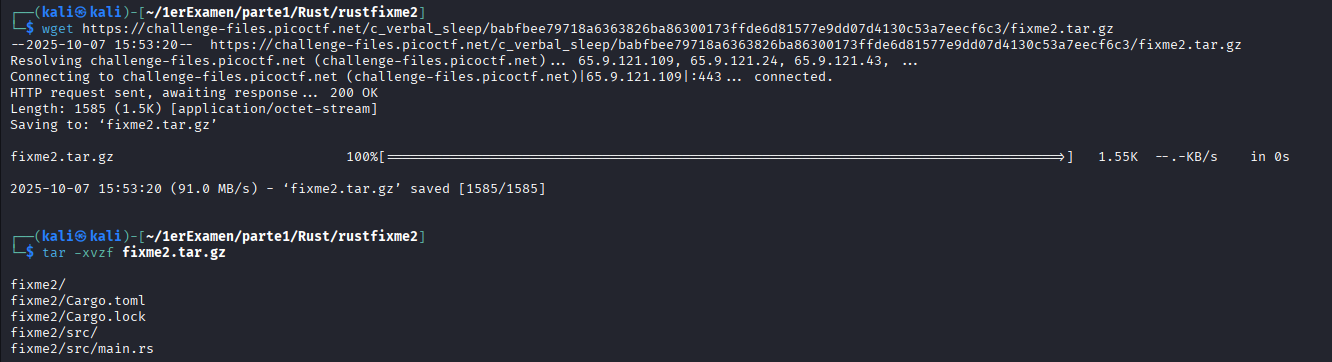 ┌──(kali㉿kali)-[~/1erExamen/parte1/Rust/rustfixme2]
└─$ wget https://challenge-files.picoctf.net/c_verbal_sleep/babfbee79718a6363826ba86300173ffde6d81577e9dd07d4130c53a7eecf6c3/fixme2.tar.gz
--2025-10-07 15:53:20--  https://challenge-files.picoctf.net/c_verbal_sleep/babfbee79718a6363826ba86300173ffde6d81577e9dd07d4130c53a7eecf6c3/fixme2.tar.gz
Resolving challenge-files.picoctf.net (challenge-files.picoctf.net)... 65.9.121.109, 65.9.121.24, 65.9.121.43, ...
Connecting to challenge-files.picoctf.net (challenge-files.picoctf.net)|65.9.121.109|:443... connected.
HTTP request sent, awaiting response... 200 OK
Length: 1585 (1.5K) [application/octet-stream]
Saving to: ‘fixme2.tar.gz’
fixme2.tar.gz 100%[===================>] 1.55K --.-KB/s in 0s
2025-10-07 15:53:20 (91.0 MB/s) - ‘fixme2.tar.gz’ saved [1585/1585]
┌──(kali㉿kali)-[~/1erExamen/parte1/Rust/rustfixme2]
└─$ tar -xvzf fixme2.tar.gz
fixme2/
fixme2/Cargo.toml
fixme2/Cargo.lock
fixme2/src/
fixme2/src/main.rs